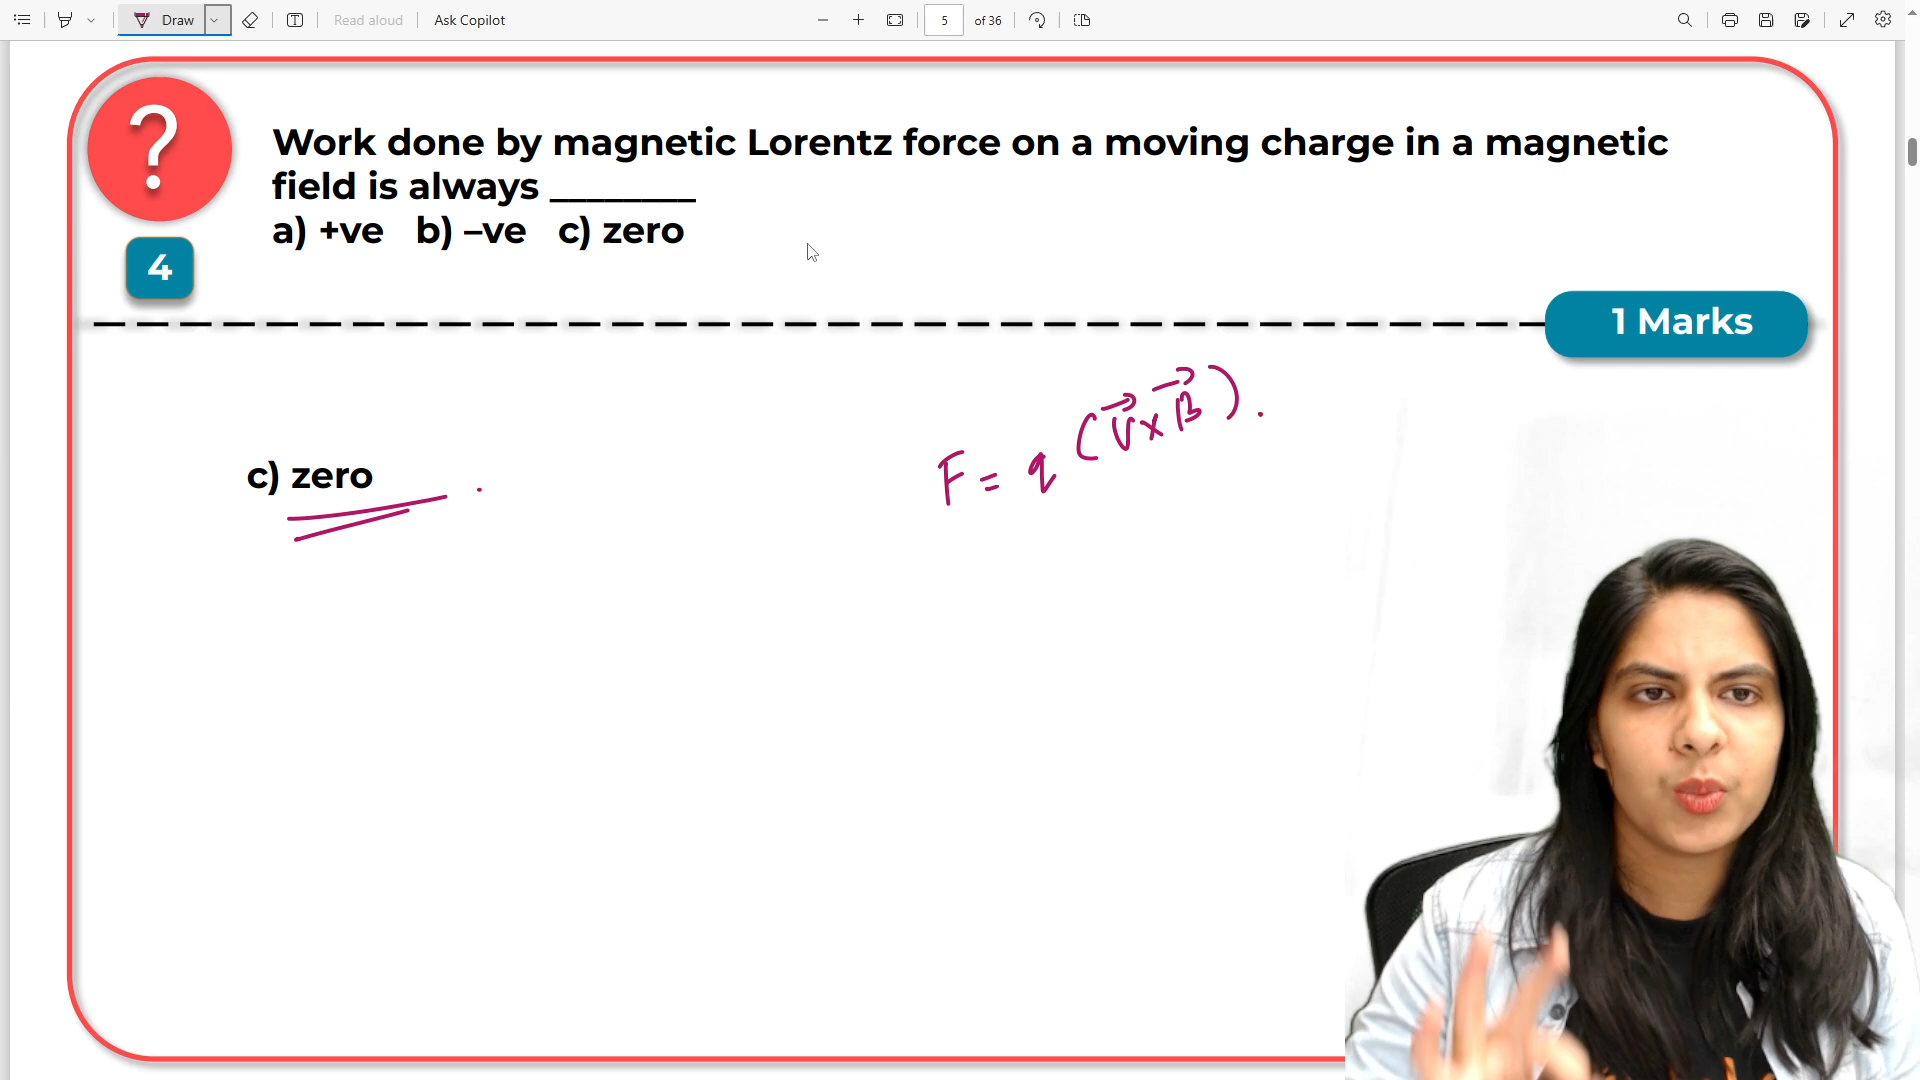 Draw
Read aloud
Ask Copilot
5 of 36
?
Work done by magnetic Lorentz force on a moving charge in a magnetic
field is always ________
a) +ve b) –ve c) zero
4
1 Marks
c) zero
F = q (V⃗ × B⃗).